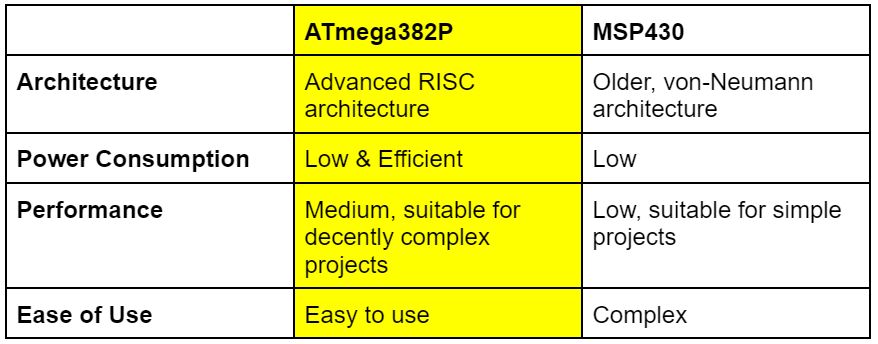 ATmega382P MSP430
Architecture Advanced RISC Older, von-Neumann
architecture architecture
Power Consumption Low & Efficient Low
Performance Medium, suitable for Low, suitable for simple
decently complex projects
projects
Ease of Use Easy to use Complex